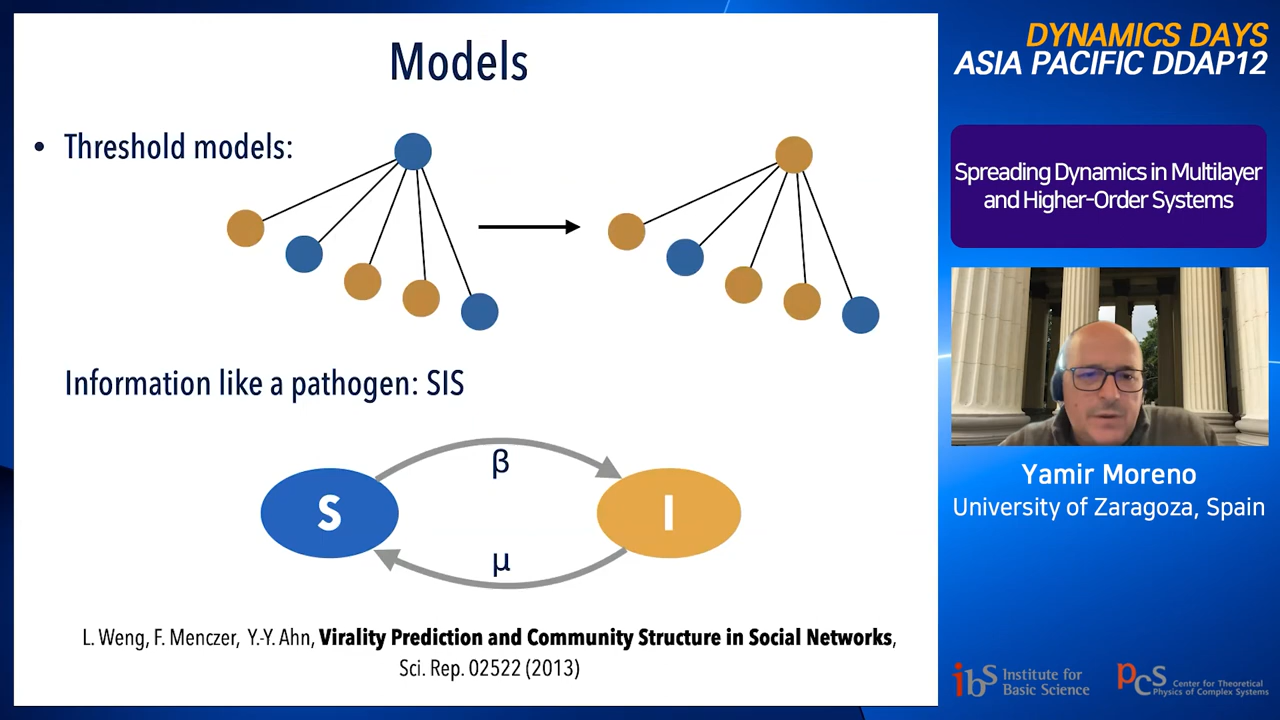 Models
• Threshold models:
Information like a pathogen: SIS
β
S
I
μ
L. Weng, F. Menczer, Y.-Y. Ahn, Virality Prediction and Community Structure in Social Networks,
Sci. Rep. 02522 (2013)
DYNAMICS DAYS
ASIA PACIFIC DDAP12
Spreading Dynamics in Multilayer
and Higher-Order Systems
Yamir Moreno
University of Zaragoza, Spain
ibs Institute for
Basic Science
pcs Center for Theoretical
Physics of Complex Systems